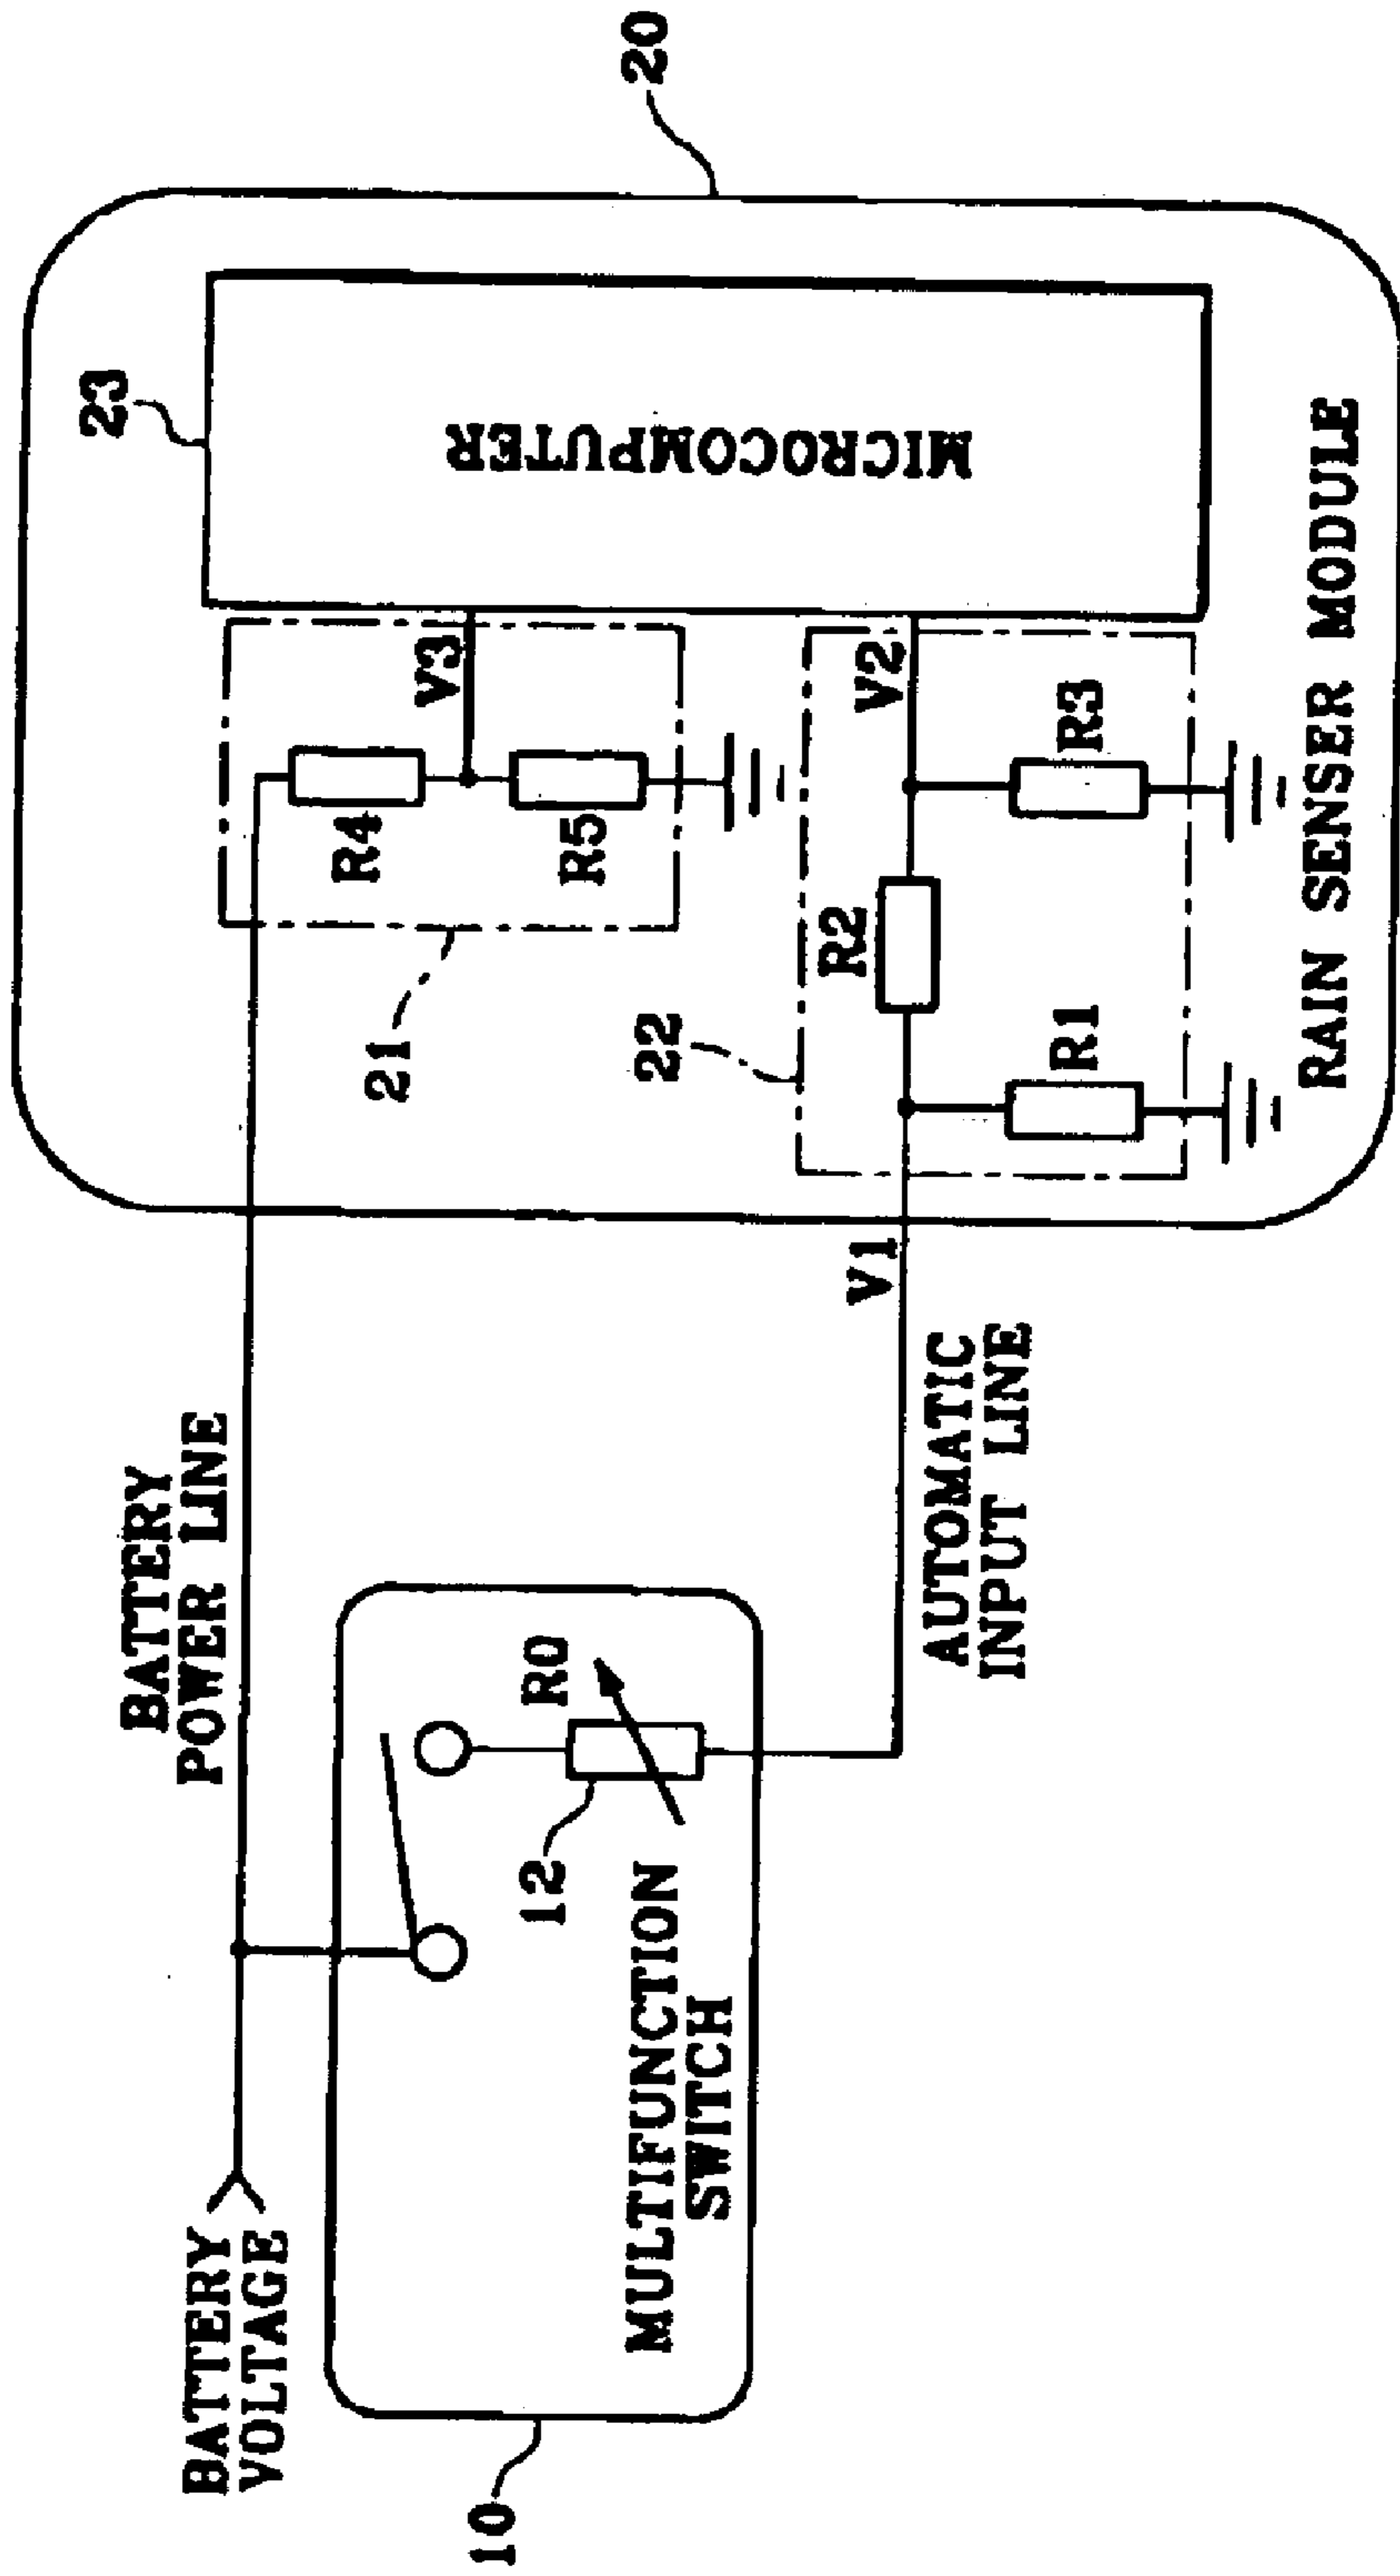 BATTERY
VOLTAGE
BATTERY
POWER LINE
10
MULTIFUNCTION
SWITCH
12
R0
AUTOMATIC
INPUT LINE
V1
20
21
R4
R5
V3
22
R1
R2
R3
V2
23
MICROCOMPUTER
RAIN SENSER MODULE